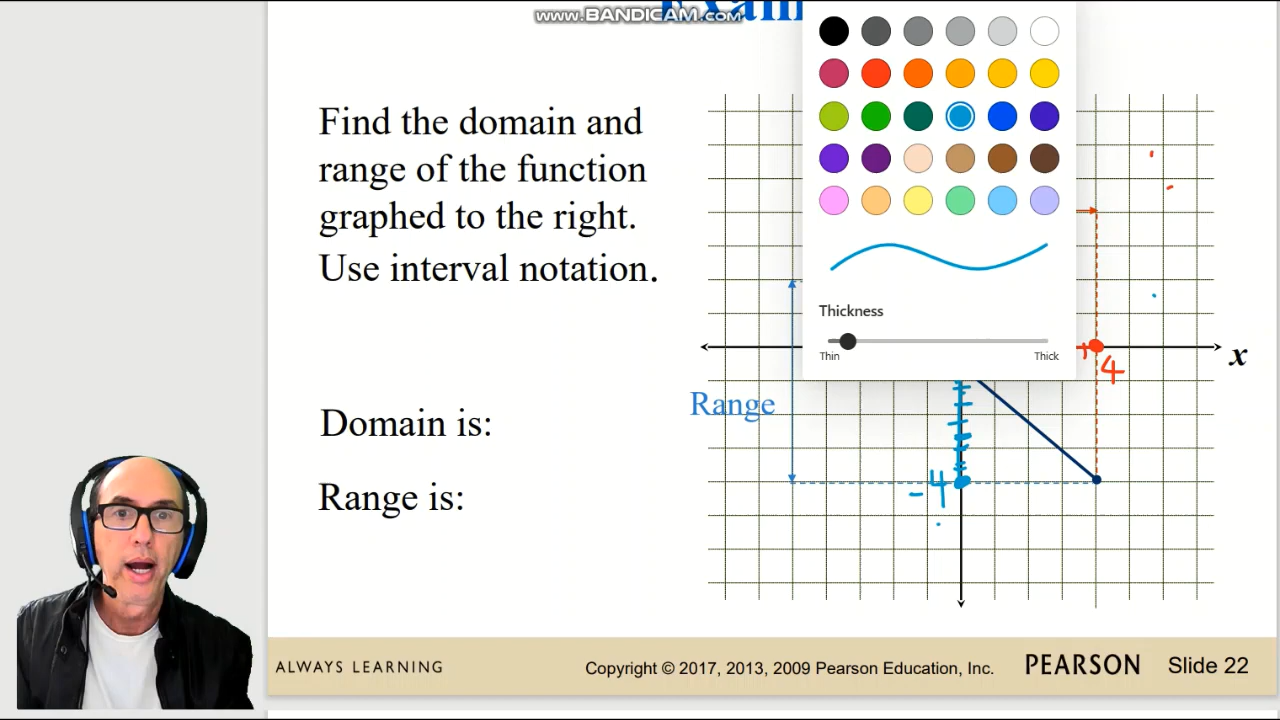 WWW.BANDICAM.COM
Exam
Find the domain and
range of the function
graphed to the right.
Use interval notation.
Thickness
Thin Thick
x
4
Range
Domain is:
-4
Range is:
ALWAYS LEARNING
Copyright © 2017, 2013, 2009 Pearson Education, Inc.
PEARSON
Slide 22